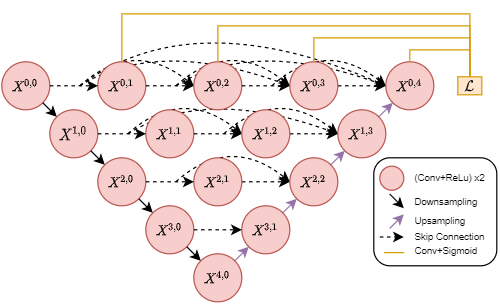 X^{0,0} X^{0,1} X^{0,2} X^{0,3} X^{0,4} ℒ
X^{1,0} X^{1,1} X^{1,2} X^{1,3}
X^{2,0} X^{2,1} X^{2,2}
X^{3,0} X^{3,1}
X^{4,0}
(Conv+ReLu) x2
Downsampling
Upsampling
Skip Connection
Conv+Sigmoid